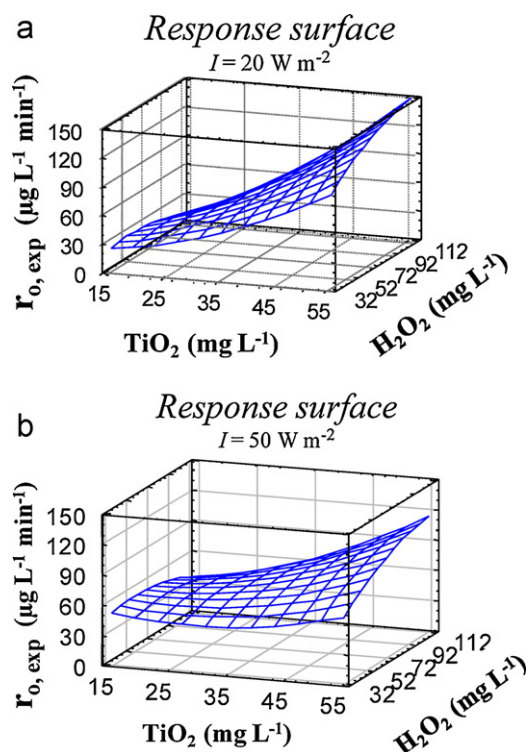 a
Response surface
I = 20 W m-2
r₀, exp (µg L-1 min-1)
150
120
90
60
30
0
15
25
35
45
55
TiO₂ (mg L-1)
32
52
72
92
112
H₂O₂ (mg L-1)
b
Response surface
I = 50 W m-2
r₀, exp (µg L-1 min-1)
150
120
90
60
30
0
15
25
35
45
55
TiO₂ (mg L-1)
32
52
72
92
112
H₂O₂ (mg L-1)